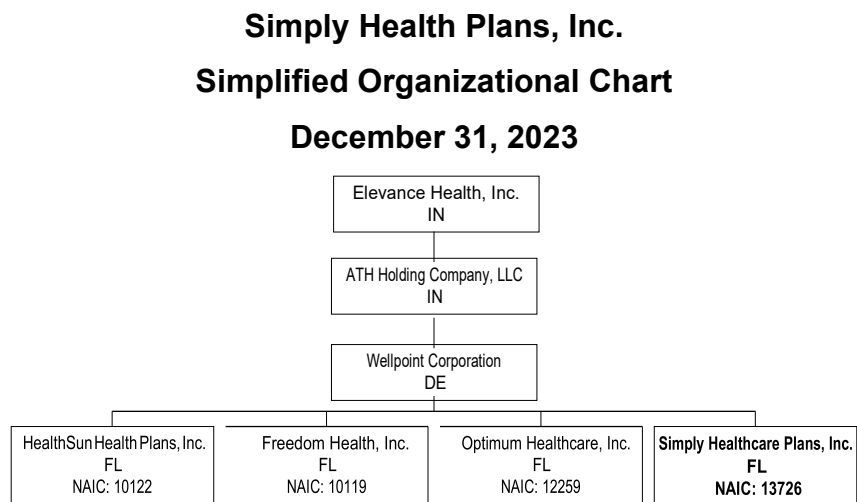 Simply Health Plans, Inc.
Simplified Organizational Chart
December 31, 2023
Elevance Health, Inc.
IN
ATH Holding Company, LLC
IN
Wellpoint Corporation
DE
HealthSun Health Plans, Inc.
FL
NAIC: 10122
Freedom Health, Inc.
FL
NAIC: 10119
Optimum Healthcare, Inc.
FL
NAIC: 12259
Simply Healthcare Plans, Inc.
FL
NAIC: 13726